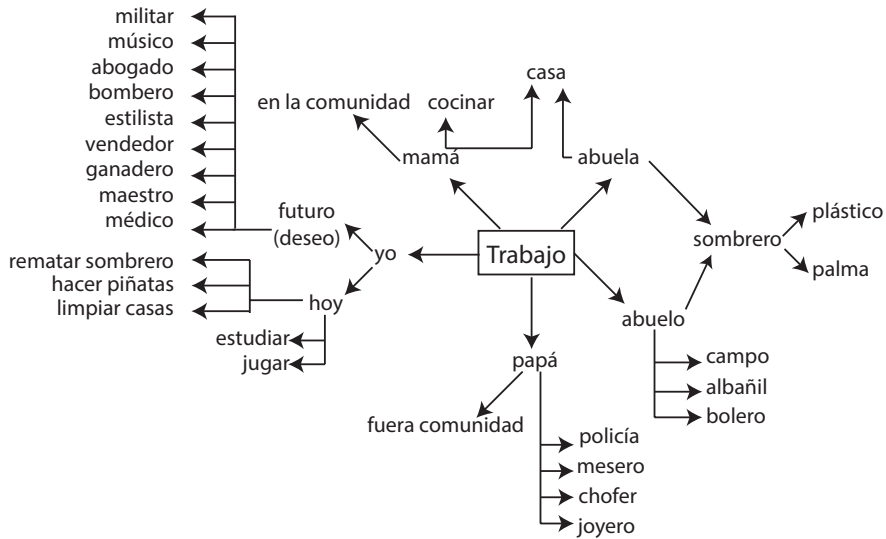 militar
músico
abogado
bombero
estilista
vendedor
ganadero
maestro
médico
futuro
(deseo)
yo
rematar sombrero
hacer piñatas
limpiar casas
hoy
estudiar
jugar
en la comunidad
cocinar
casa
mamá
abuela
Trabajo
sombrero
plástico
palma
abuelo
campo
albañil
bolero
papá
fuera comunidad
policía
mesero
chofer
joyero